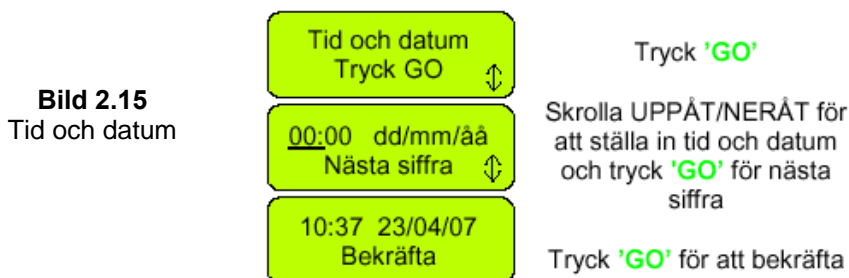 Bild 2.15
Tid och datum
Tid och datum
Tryck GO
Tryck 'GO'
00:00 dd/mm/åå
Nästa siffra
Skrolla UPPÅT/NERÅT för
att ställa in tid och datum
och tryck 'GO' för nästa
siffra
10:37 23/04/07
Bekräfta
Tryck 'GO' för att bekräfta